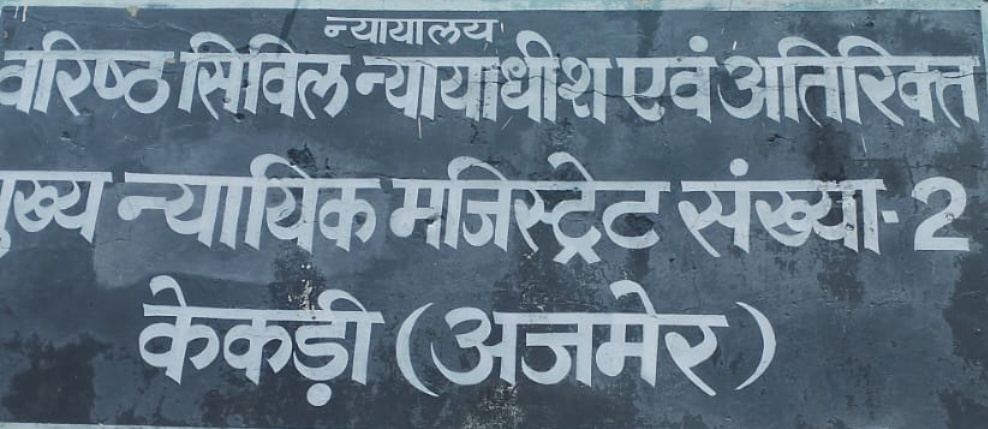 न्यायालय
वरिष्ठ सिविल न्यायाधीश एवं अतिरिक्त
मुख्य न्यायिक मजिस्ट्रेट संख्या-2
केकड़ी (अजमेर)